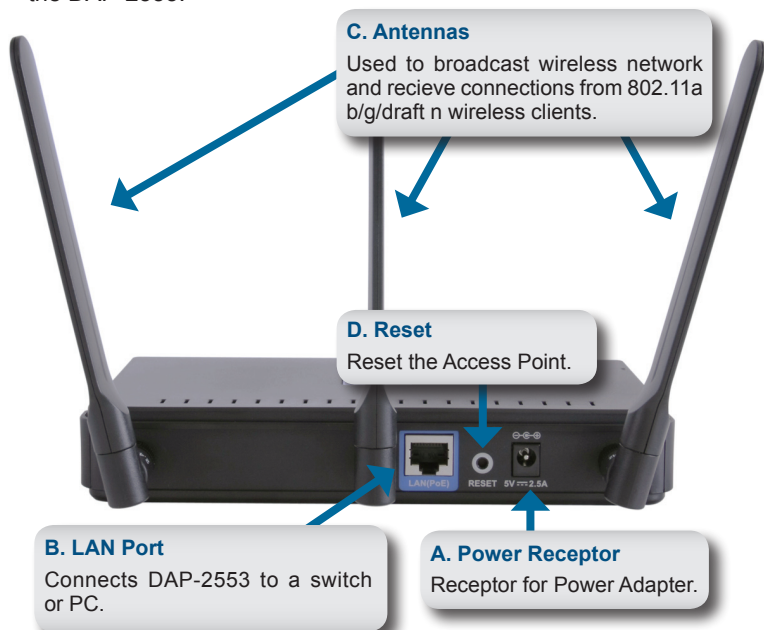 C. Antennas
Used to broadcast wireless network
and recieve connections from 802.11a
b/g/draft n wireless clients.
D. Reset
Reset the Access Point.
LAN(PoE)
RESET
5V⎓2.5A
B. LAN Port
Connects DAP-2553 to a switch
or PC.
A. Power Receptor
Receptor for Power Adapter.